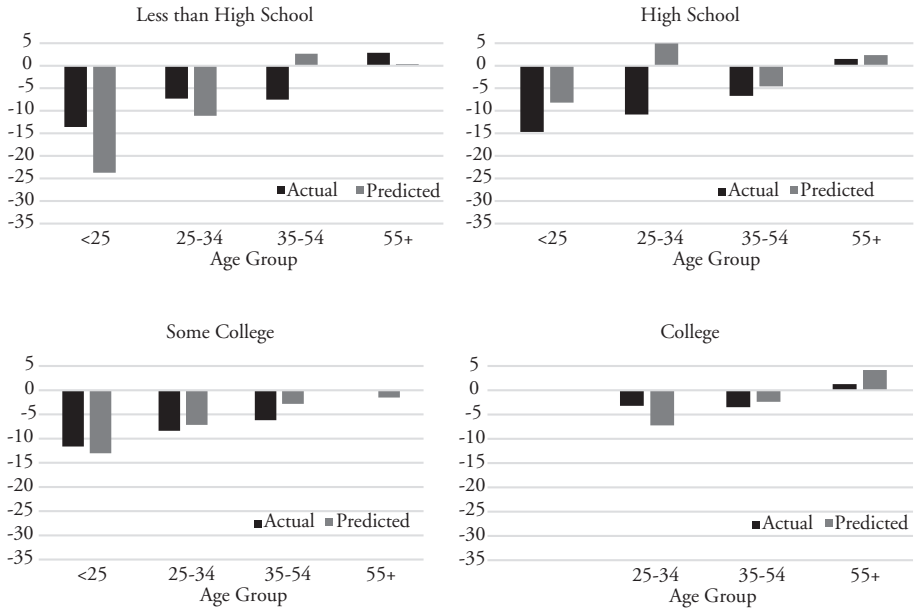 Less than High School
5
0
-5
-10
-15
-20
-25
-30
-35
Actual Predicted
<25 25-34 35-54 55+
Age Group
High School
5
0
-5
-10
-15
-20
-25
-30
-35
Actual Predicted
<25 25-34 35-54 55+
Age Group
Some College
5
0
-5
-10
-15
-20
-25
-30
-35
Actual Predicted
<25 25-34 35-54 55+
Age Group
College
5
0
-5
-10
-15
-20
-25
-30
-35
Actual Predicted
25-34 35-54 55+
Age Group